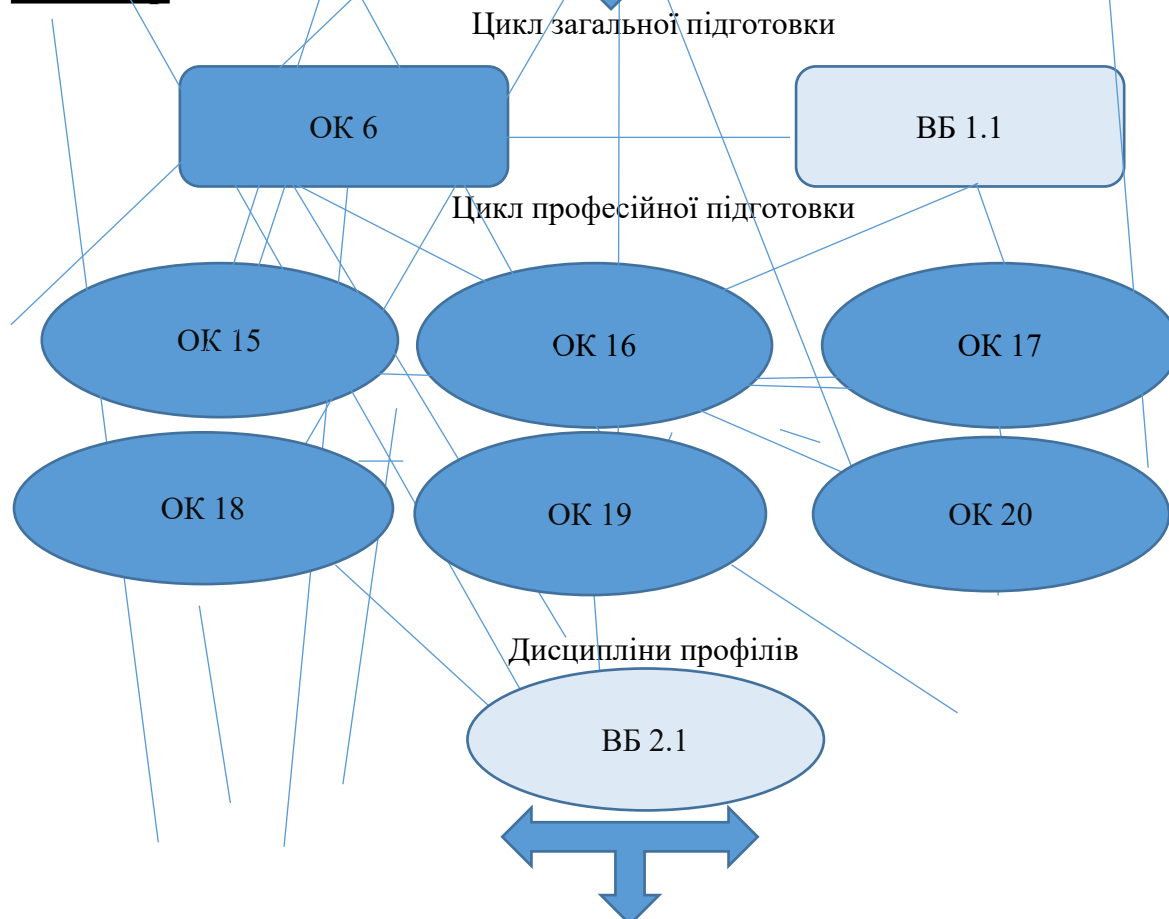 Цикл загальної підготовки
ОК 6
ВБ 1.1
Цикл професійної підготовки
ОК 15
ОК 16
ОК 17
ОК 18
ОК 19
ОК 20
Дисципліни профілів
ВБ 2.1